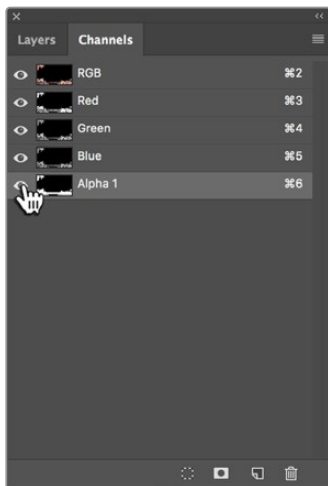 Layers Channels
RGB ⌘2
Red ⌘3
Green ⌘4
Blue ⌘5
Alpha 1 ⌘6